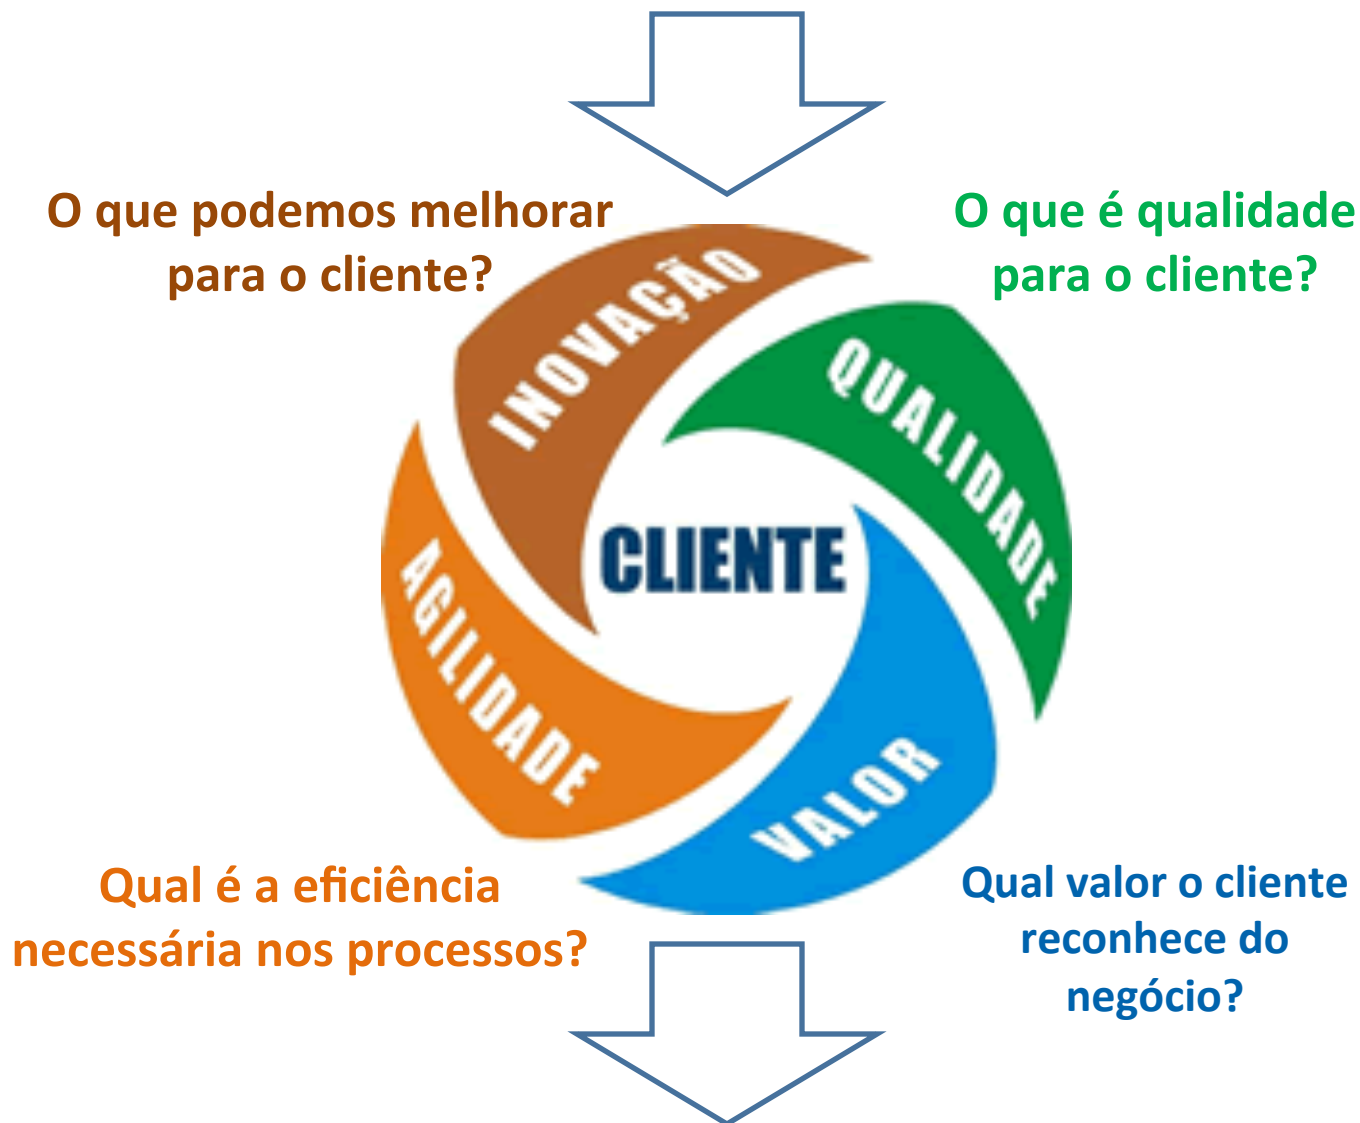 O que podemos melhorar
para o cliente?
O que é qualidade
para o cliente?
INOVAÇÃO
QUALIDADE
CLIENTE
AGILIDADE
VALOR
Qual é a eficiência
necessária nos processos?
Qual valor o cliente
reconhece do
negócio?